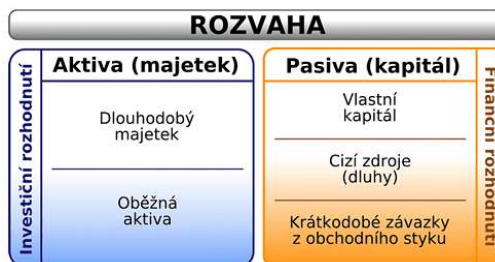 ROZVAHA
Investiční rozhodnutí
Aktiva (majetek)
Dlouhodobý
majetek
Oběžná
aktiva
Pasiva (kapitál)
Vlastní
kapitál
Cizí zdroje
(dluhy)
Krátkodobé závazky
z obchodního styku
Finanční rozhodnutí